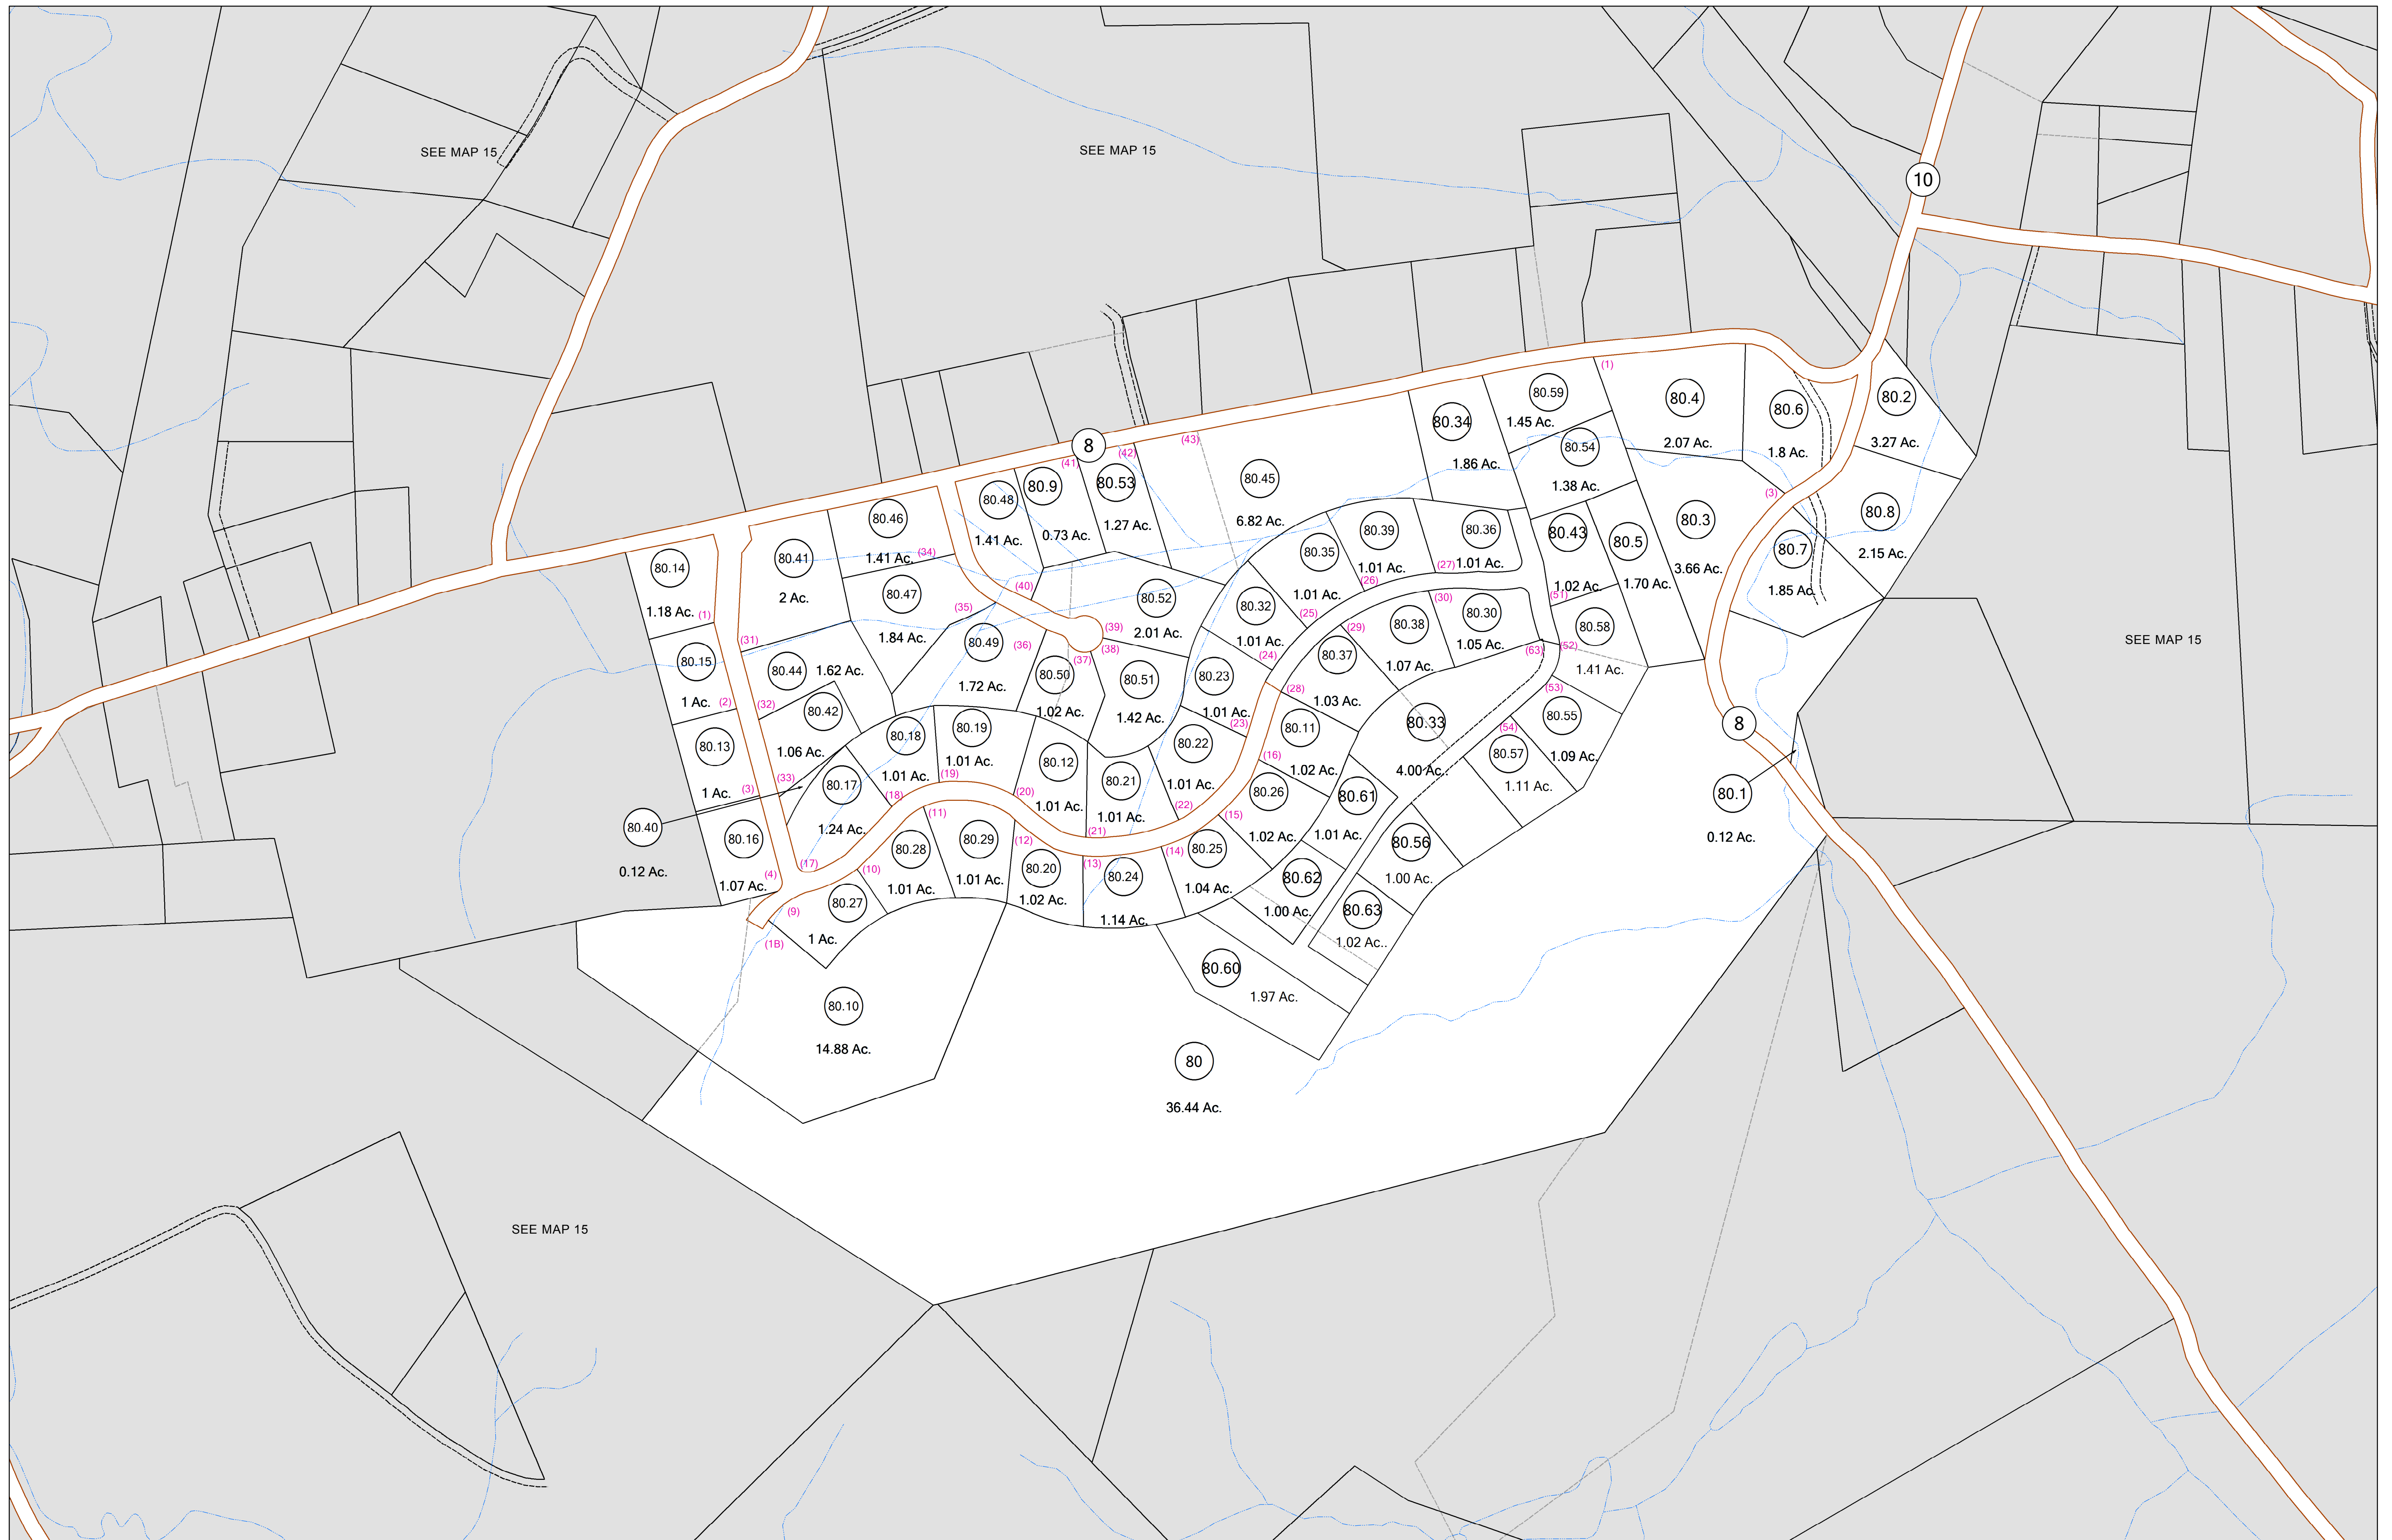 SEE MAP 15
SEE MAP 15
10
8
(43)
(41)
(42)
(1)
80.59
1.45 Ac.
80.4
2.07 Ac.
80.6
1.8 Ac.
80.2
3.27 Ac.
80.34
1.86 Ac.
80.54
1.38 Ac.
80.45
6.82 Ac.
80.48
1.41 Ac.
80.9
0.73 Ac.
80.53
1.27 Ac.
(3)
80.3
3.66 Ac.
80.8
2.15 Ac.
80.7
1.85 Ac.
80.46
1.41 Ac.
(34)
80.41
2 Ac.
80.14
1.18 Ac.
(1)
80.47
1.84 Ac.
(35)
(40)
80.52
2.01 Ac.
80.35
1.01 Ac.
80.39
1.01 Ac.
(26)
80.36
(27)
1.01 Ac.
80.43
1.02 Ac.
(51)
80.5
1.70 Ac.
80.32
1.01 Ac.
(25)
(24)
(29)
80.38
1.07 Ac.
(30)
80.30
1.05 Ac.
80.58
1.41 Ac.
(52)
(63)
(53)
SEE MAP 15
(31)
80.15
1 Ac.
(2)
80.44
1.62 Ac.
(32)
80.49
1.72 Ac.
(36)
(37)
(39)
(38)
80.50
1.02 Ac.
80.51
1.42 Ac.
80.23
1.01 Ac.
(23)
80.37
1.03 Ac.
(28)
80.42
1.06 Ac.
(33)
80.13
1 Ac.
(3)
80.18
1.01 Ac.
(18)
80.19
1.01 Ac.
(19)
80.12
1.01 Ac.
(20)
80.21
1.01 Ac.
(21)
80.22
1.01 Ac.
(22)
80.11
1.02 Ac.
(16)
80.33
4.00 Ac.
80.55
1.09 Ac.
(54)
80.57
1.11 Ac.
8
80.1
0.12 Ac.
80.17
1.24 Ac.
(17)
80.40
0.12 Ac.
80.16
1.07 Ac.
(4)
80.28
1.01 Ac.
(10)
(11)
80.29
1.01 Ac.
(12)
80.20
1.02 Ac.
(13)
80.24
1.14 Ac.
(14)
80.25
1.04 Ac.
(15)
80.26
1.02 Ac.
80.61
1.01 Ac.
80.56
1.00 Ac.
80.62
1.00 Ac.
80.63
1.02 Ac..
(9)
(1B)
80.27
1 Ac.
80.60
1.97 Ac.
80.10
14.88 Ac.
80
36.44 Ac.
SEE MAP 15